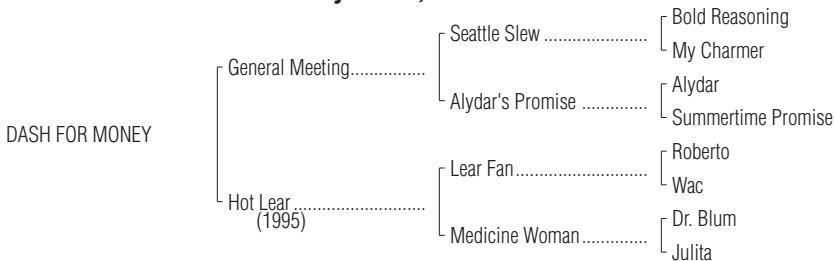 Bold Reasoning
Seattle Slew ........................
My Charmer
General Meeting................
Alydar
Alydar's Promise ...............
Summertime Promise
DASH FOR MONEY
Roberto
Lear Fan..............................
Wac
Hot Lear ..............................
(1995)
Dr. Blum
Medicine Woman...............
Julita